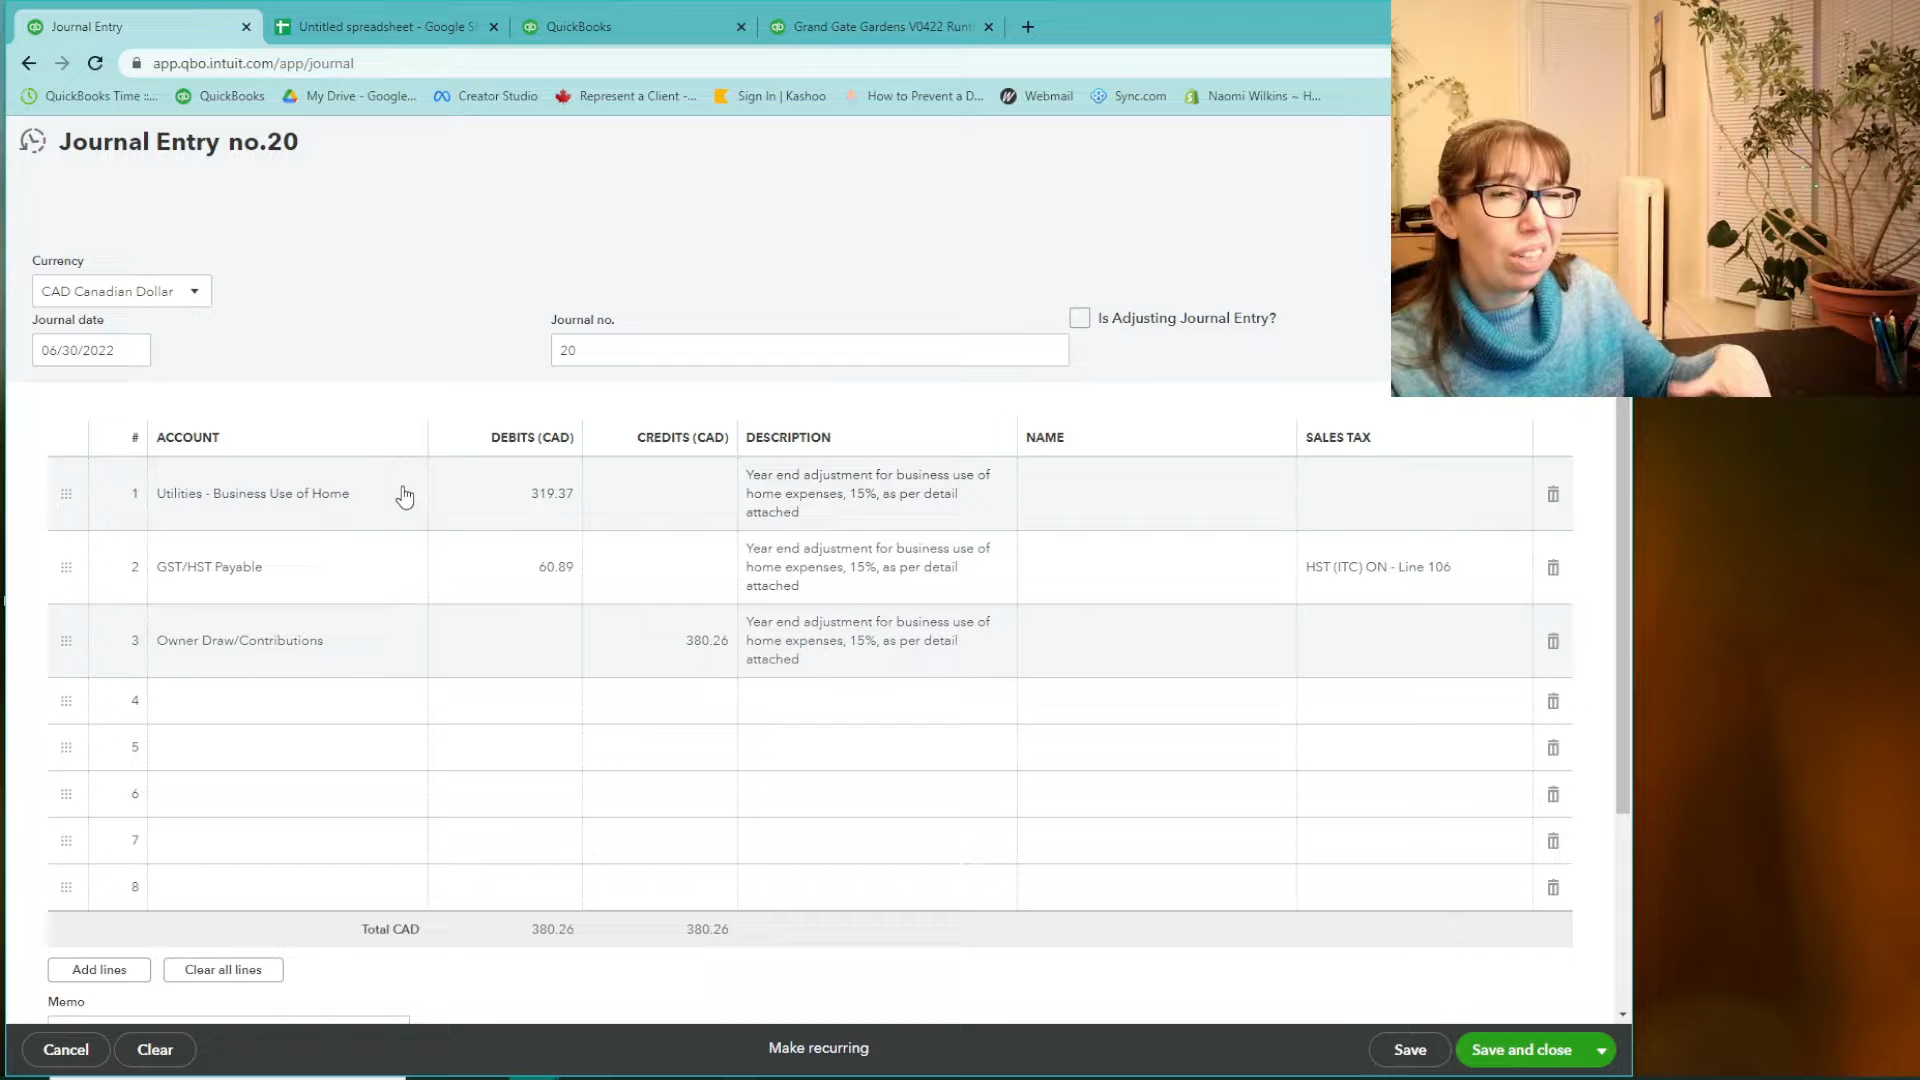 Journal Entry
Untitled spreadsheet - Google S
QuickBooks
Grand Gate Gardens V0422 Runt
app.qbo.intuit.com/app/journal
QuickBooks Time ::...
QuickBooks
My Drive - Google...
Creator Studio
Represent a Client -...
Sign In | Kashoo
How to Prevent a D...
Webmail
Sync.com
Naomi Wilkins ~ H...
Journal Entry no.20
Currency
CAD Canadian Dollar
Journal date
Journal no.
Is Adjusting Journal Entry?
06/30/2022
20
# ACCOUNT DEBITS (CAD) CREDITS (CAD) DESCRIPTION NAME SALES TAX
1 Utilities - Business Use of Home 319.37
Year end adjustment for business use of
home expenses, 15%, as per detail
attached
2 GST/HST Payable 60.89
Year end adjustment for business use of
home expenses, 15%, as per detail
attached
HST (ITC) ON - Line 106
3 Owner Draw/Contributions 380.26
Year end adjustment for business use of
home expenses, 15%, as per detail
attached
4
5
6
7
8
Total CAD 380.26 380.26
Add lines
Clear all lines
Memo
Cancel
Clear
Make recurring
Save
Save and close